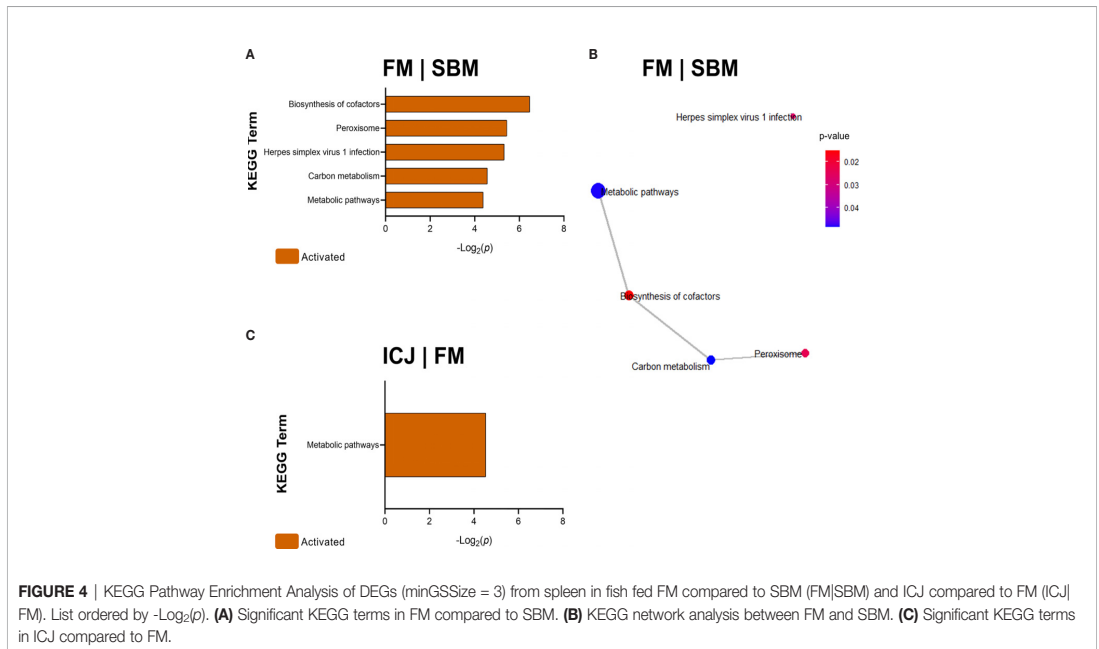 A
FM | SBM
KEGG Term
Biosynthesis of cofactors
Peroxisome
Herpes simplex virus 1 infection
Carbon metabolism
Metabolic pathways
0 2 4 6 8
-Log2(p)
Activated
B
FM | SBM
Herpes simplex virus 1 infection
Metabolic pathways
Biosynthesis of cofactors
Carbon metabolism
Peroxisome
p-value
0.02
0.03
0.04
C
ICJ | FM
KEGG Term
Metabolic pathways
0 2 4 6 8
-Log2(p)
Activated
FIGURE 4 | KEGG Pathway Enrichment Analysis of DEGs (minGSSize = 3) from spleen in fish fed FM compared to SBM (FM|SBM) and ICJ compared to FM (ICJ|
FM). List ordered by -Log2(p). (A) Significant KEGG terms in FM compared to SBM. (B) KEGG network analysis between FM and SBM. (C) Significant KEGG terms
in ICJ compared to FM.